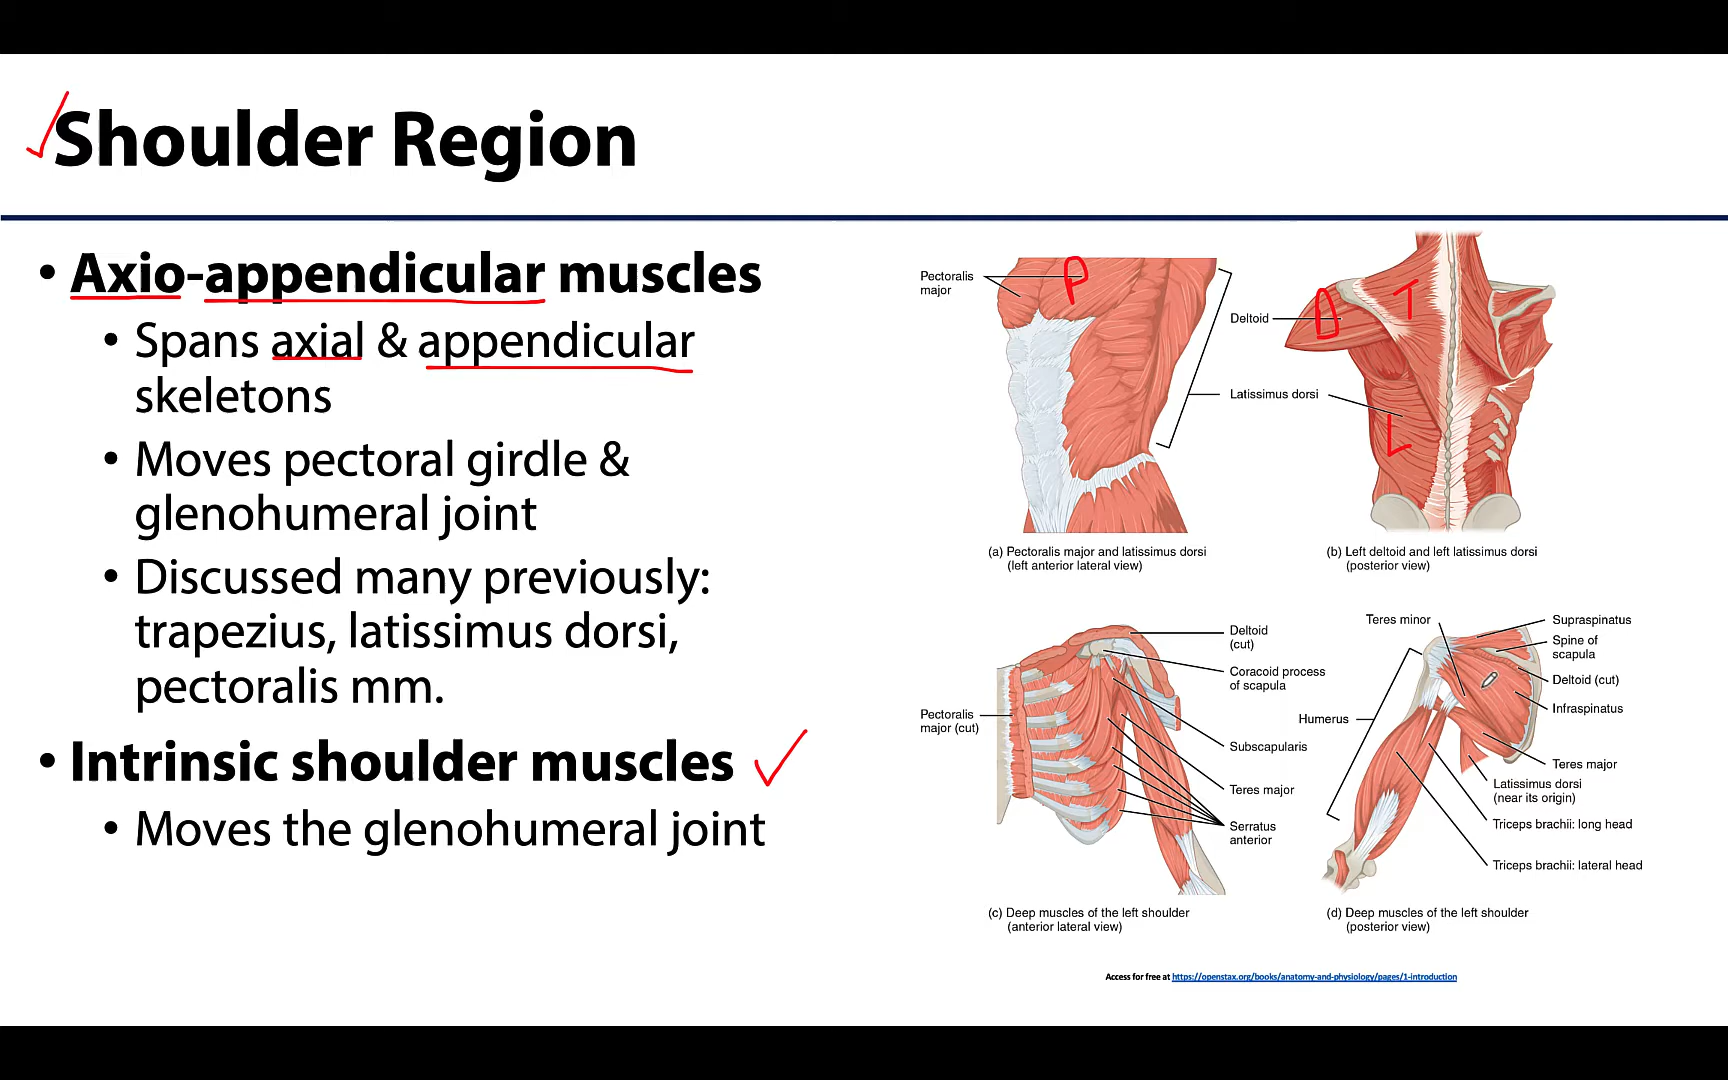 Shoulder Region
• Axio-appendicular muscles
• Spans axial & appendicular
skeletons
• Moves pectoral girdle &
glenohumeral joint
• Discussed many previously:
trapezius, latissimus dorsi,
pectoralis mm.
• Intrinsic shoulder muscles
• Moves the glenohumeral joint
Pectoralis
major
P
Deltoid
Latissimus dorsi
D
T
L
(a) Pectoralis major and latissimus dorsi
(left anterior lateral view)
(b) Left deltoid and left latissimus dorsi
(posterior view)
Pectoralis
major (cut)
Deltoid
(cut)
Coracoid process
of scapula
Subscapularis
Teres major
Serratus
anterior
(c) Deep muscles of the left shoulder
(anterior lateral view)
Teres minor
Humerus
Supraspinatus
Spine of
scapula
Deltoid (cut)
Infraspinatus
Teres major
Latissimus dorsi
(near its origin)
Triceps brachii: long head
Triceps brachii: lateral head
(d) Deep muscles of the left shoulder
(posterior view)
Access for free at https://openstax.org/books/anatomy-and-physiology/pages/1-introduction